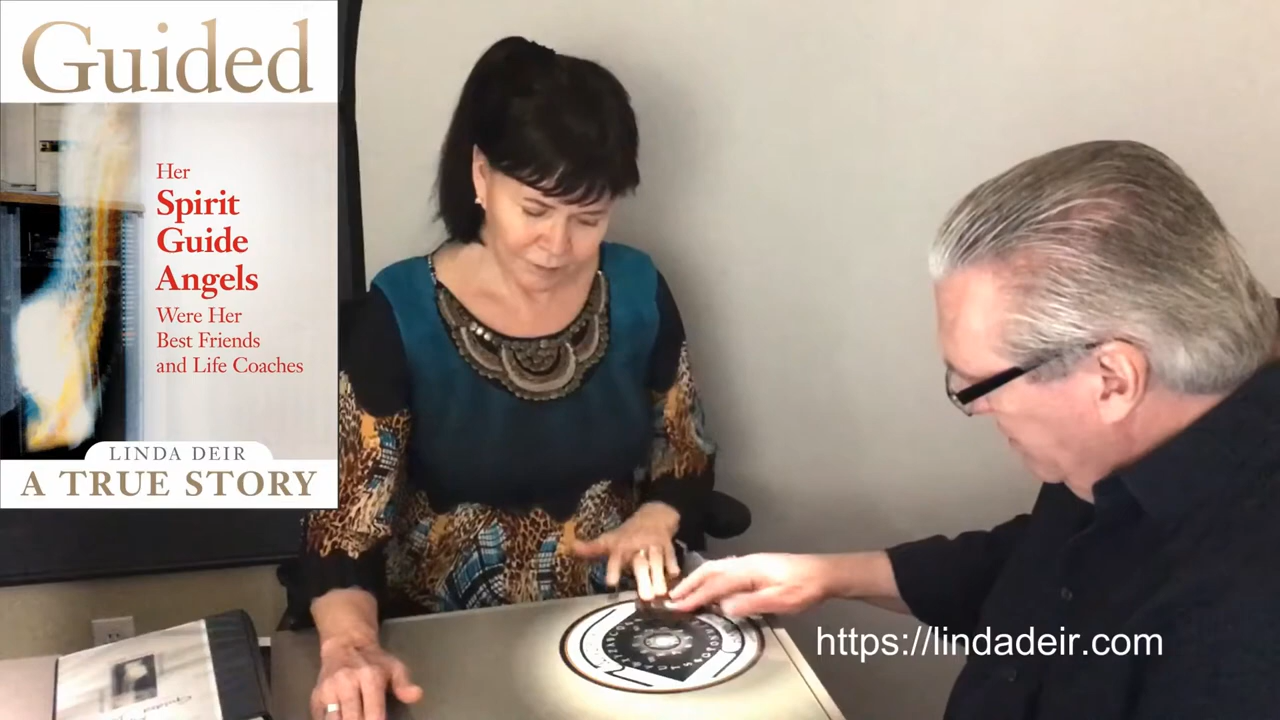 Guided
Her
Spirit
Guide
Angels
Were Her
Best Friends
and Life Coaches
LINDA DEIR
A TRUE STORY
https://lindadeir.com
Guided